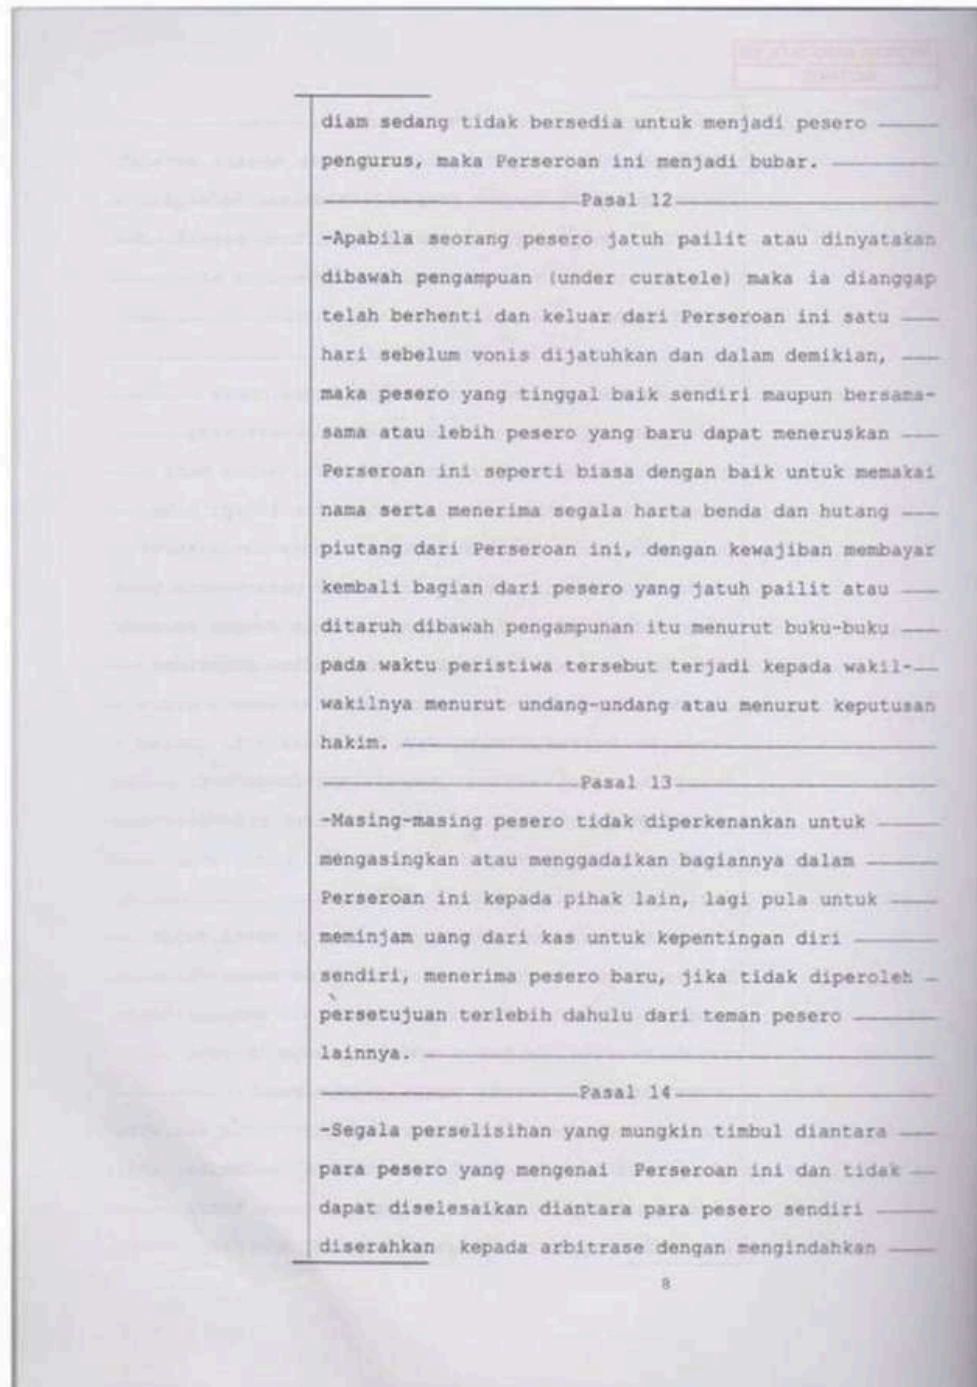 diam sedang tidak bersedia untuk menjadi pesero
pengurus, maka Perseroan ini menjadi bubar.
Pasal 12
-Apabila seorang pesero jatuh pailit atau dinyatakan
dibawah pengampuan (under curatele) maka ia dianggap
telah berhenti dan keluar dari Perseroan ini satu
hari sebelum vonis dijatuhkan dan dalam demikian,
maka pesero yang tinggal baik sendiri maupun bersama-
sama atau lebih pesero yang baru dapat meneruskan
Perseroan ini seperti biasa dengan baik untuk memakai
nama serta menerima segala harta benda dan hutang
piutang dari Perseroan ini, dengan kewajiban membayar
kembali bagian dari pesero yang jatuh pailit atau
ditaruh dibawah pengampunan itu menurut buku-buku
pada waktu peristiwa tersebut terjadi kepada wakil-
wakilnya menurut undang-undang atau menurut keputusan
hakim.
Pasal 13
-Masing-masing pesero tidak diperkenankan untuk
mengasingkan atau menggadaikan bagiannya dalam
Perseroan ini kepada pihak lain, lagi pula untuk
meminjam uang dari kas untuk kepentingan diri
sendiri, menerima pesero baru, jika tidak diperoleh
persetujuan terlebih dahulu dari teman pesero
lainnya.
Pasal 14
-Segala perselisihan yang mungkin timbul diantara
para pesero yang mengenai Perseroan ini dan tidak
dapat diselesaikan diantara para pesero sendiri
diserahkan kepada arbitrase dengan mengindahkan
8